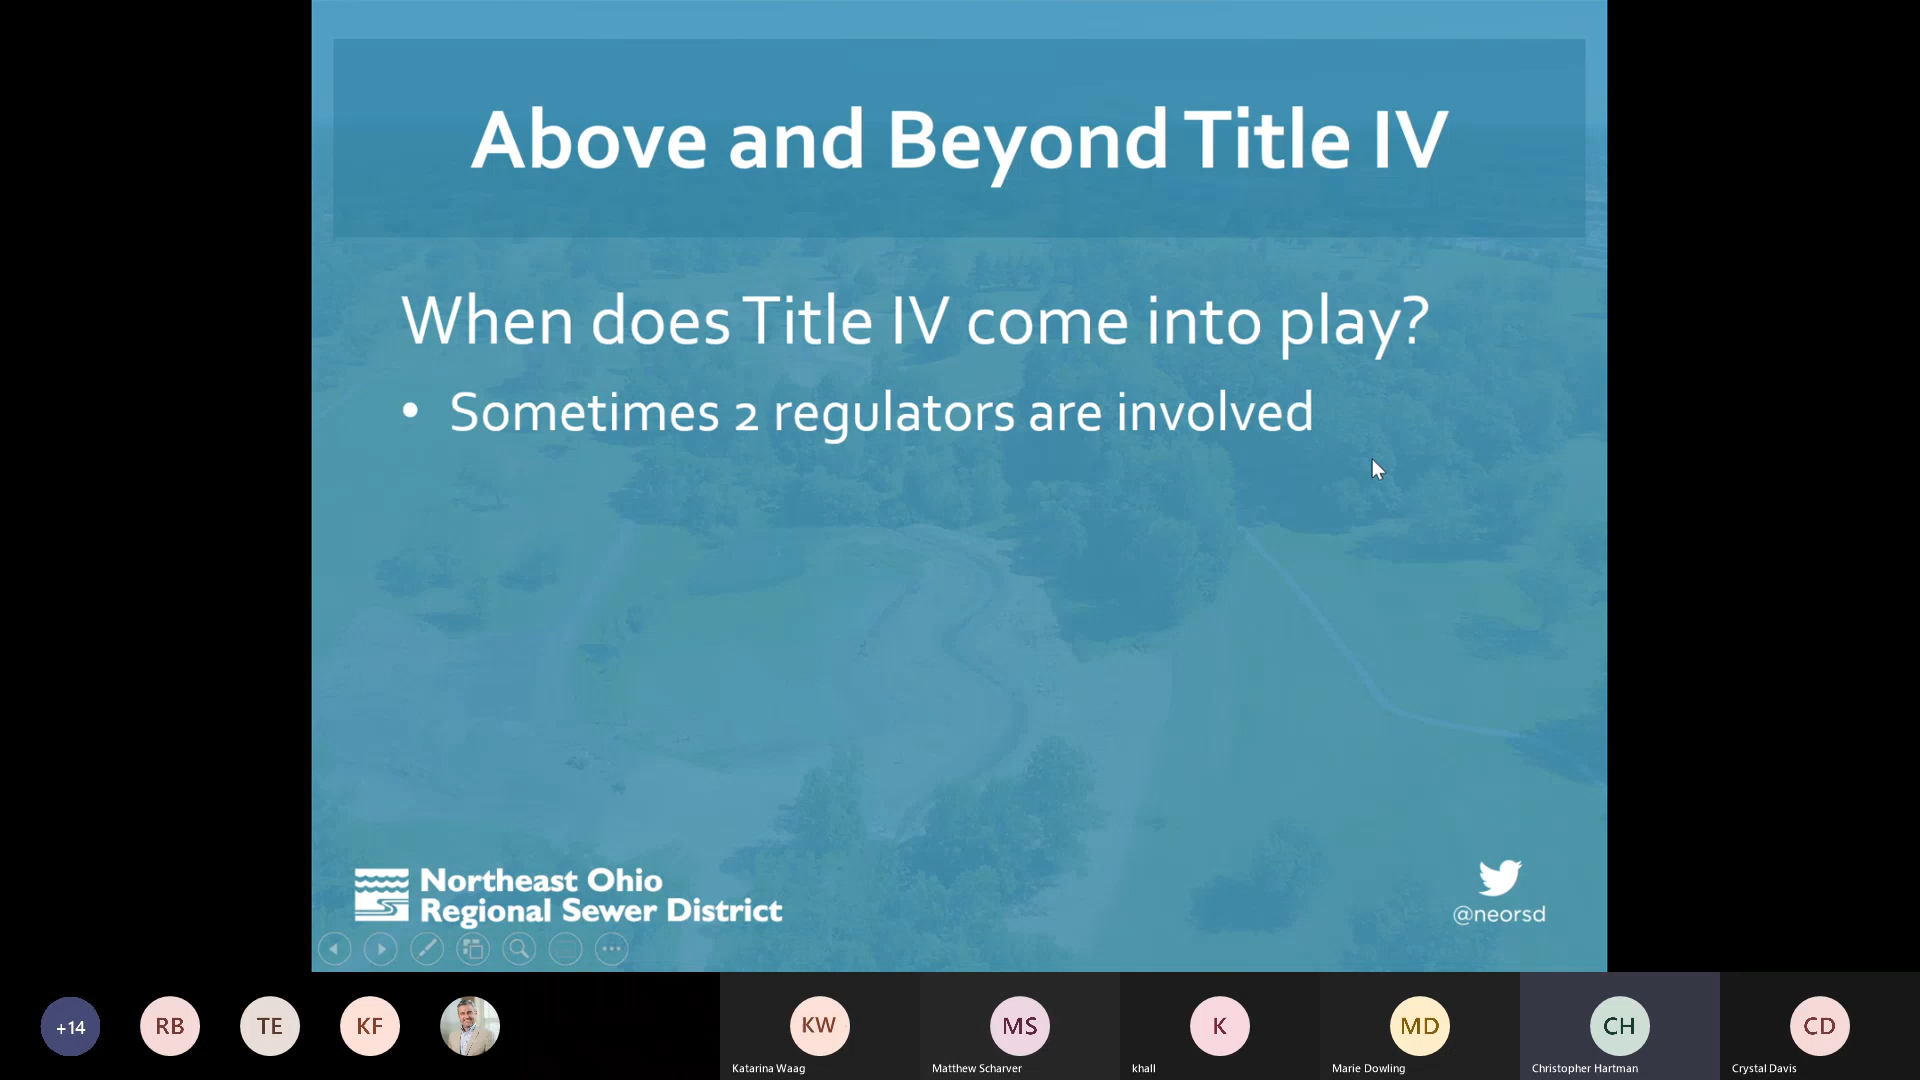 Above and Beyond Title IV
When does Title IV come into play?
• Sometimes 2 regulators are involved
Northeast Ohio
Regional Sewer District
@neorsd
+14
RB
TE
KF
KW
MS
K
MD
CH
CD
Katarina Waag
Matthew Scharver
khall
Marie Dowling
Christopher Hartman
Crystal Davis